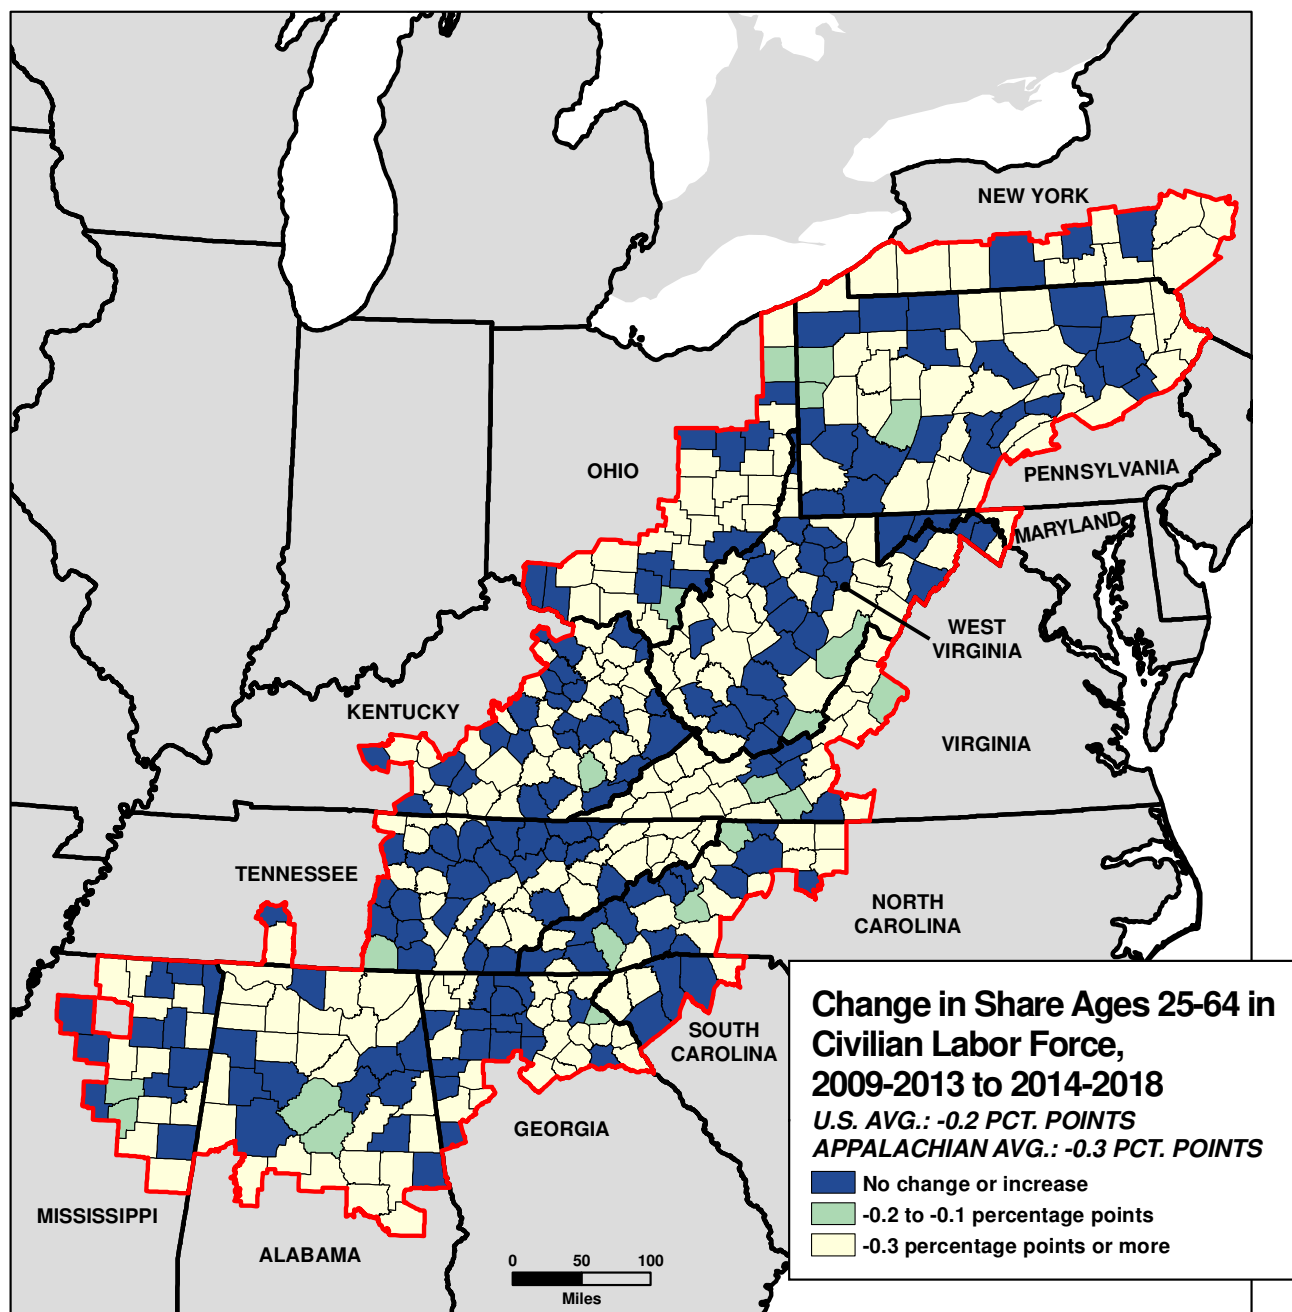 NEW YORK
OHIO
PENNSYLVANIA
MARYLAND
WEST
VIRGINIA
KENTUCKY
VIRGINIA
TENNESSEE
NORTH
CAROLINA
SOUTH
CAROLINA
GEORGIA
MISSISSIPPI
ALABAMA
Change in Share Ages 25-64 in
Civilian Labor Force,
2009-2013 to 2014-2018
U.S. AVG.: -0.2 PCT. POINTS
APPALACHIAN AVG.: -0.3 PCT. POINTS
No change or increase
-0.2 to -0.1 percentage points
-0.3 percentage points or more
0 50 100
Miles